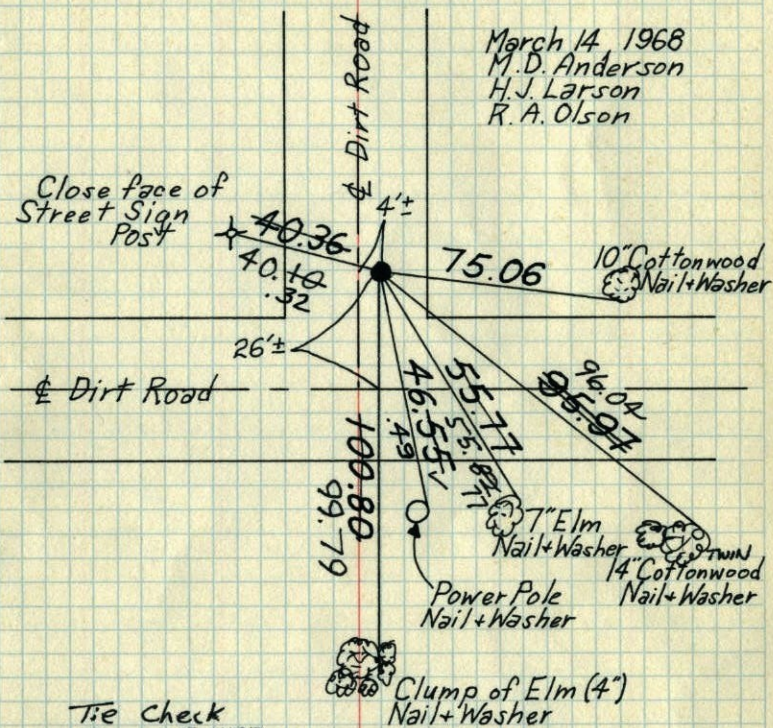 March 14, 1968
M.D. Anderson
H.J. Larson
R.A. Olson
℄ Dirt Road
4'±
Close face of
Street Sign
Post
40.36
40.10
.32
75.06
10" Cottonwood
Nail+Washer
26'±
℄ Dirt Road
100.80
99.79
46.55✓
.49
55.77
55.82
77
96.04
95.97
7" Elm
Nail+Washer
TWIN
14" Cottonwood
Nail+Washer
Power Pole
Nail+Washer
Clump of Elm (4")
Nail+Washer
Tie Check